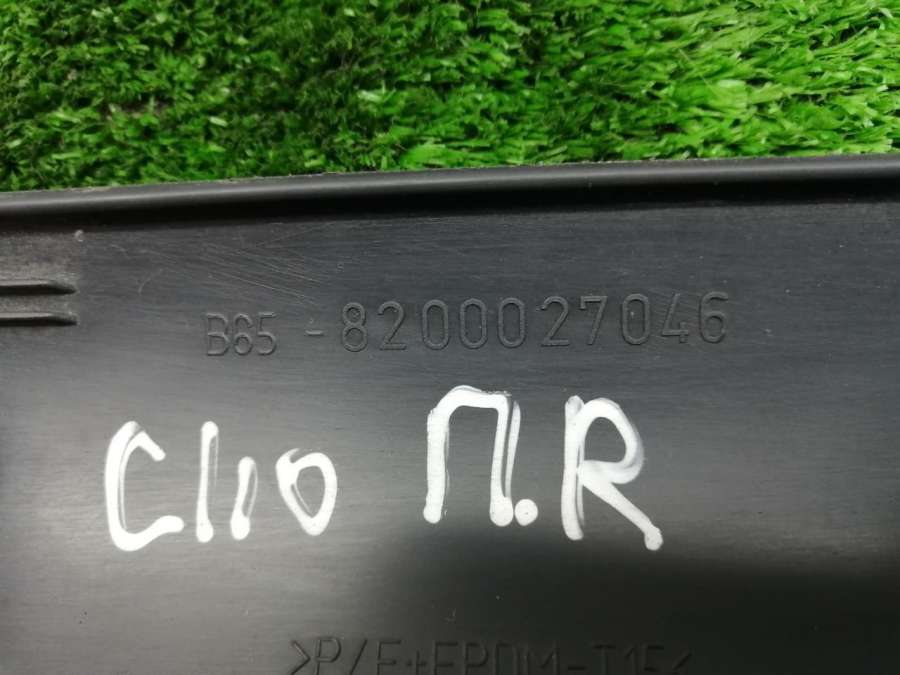 B65 - 8200027046
Clio П.R
>P/E+EPDM-T15<